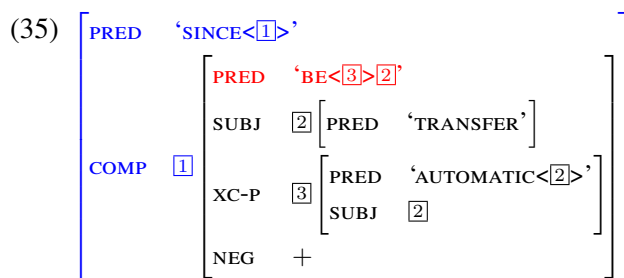 (35) PRED ‘SINCE<1>’
PRED ‘BE<3>2’
SUBJ 2 [PRED ‘TRANSFER’]
COMP 1
XC-P 3 [PRED ‘AUTOMATIC<2>’
SUBJ 2]
NEG +